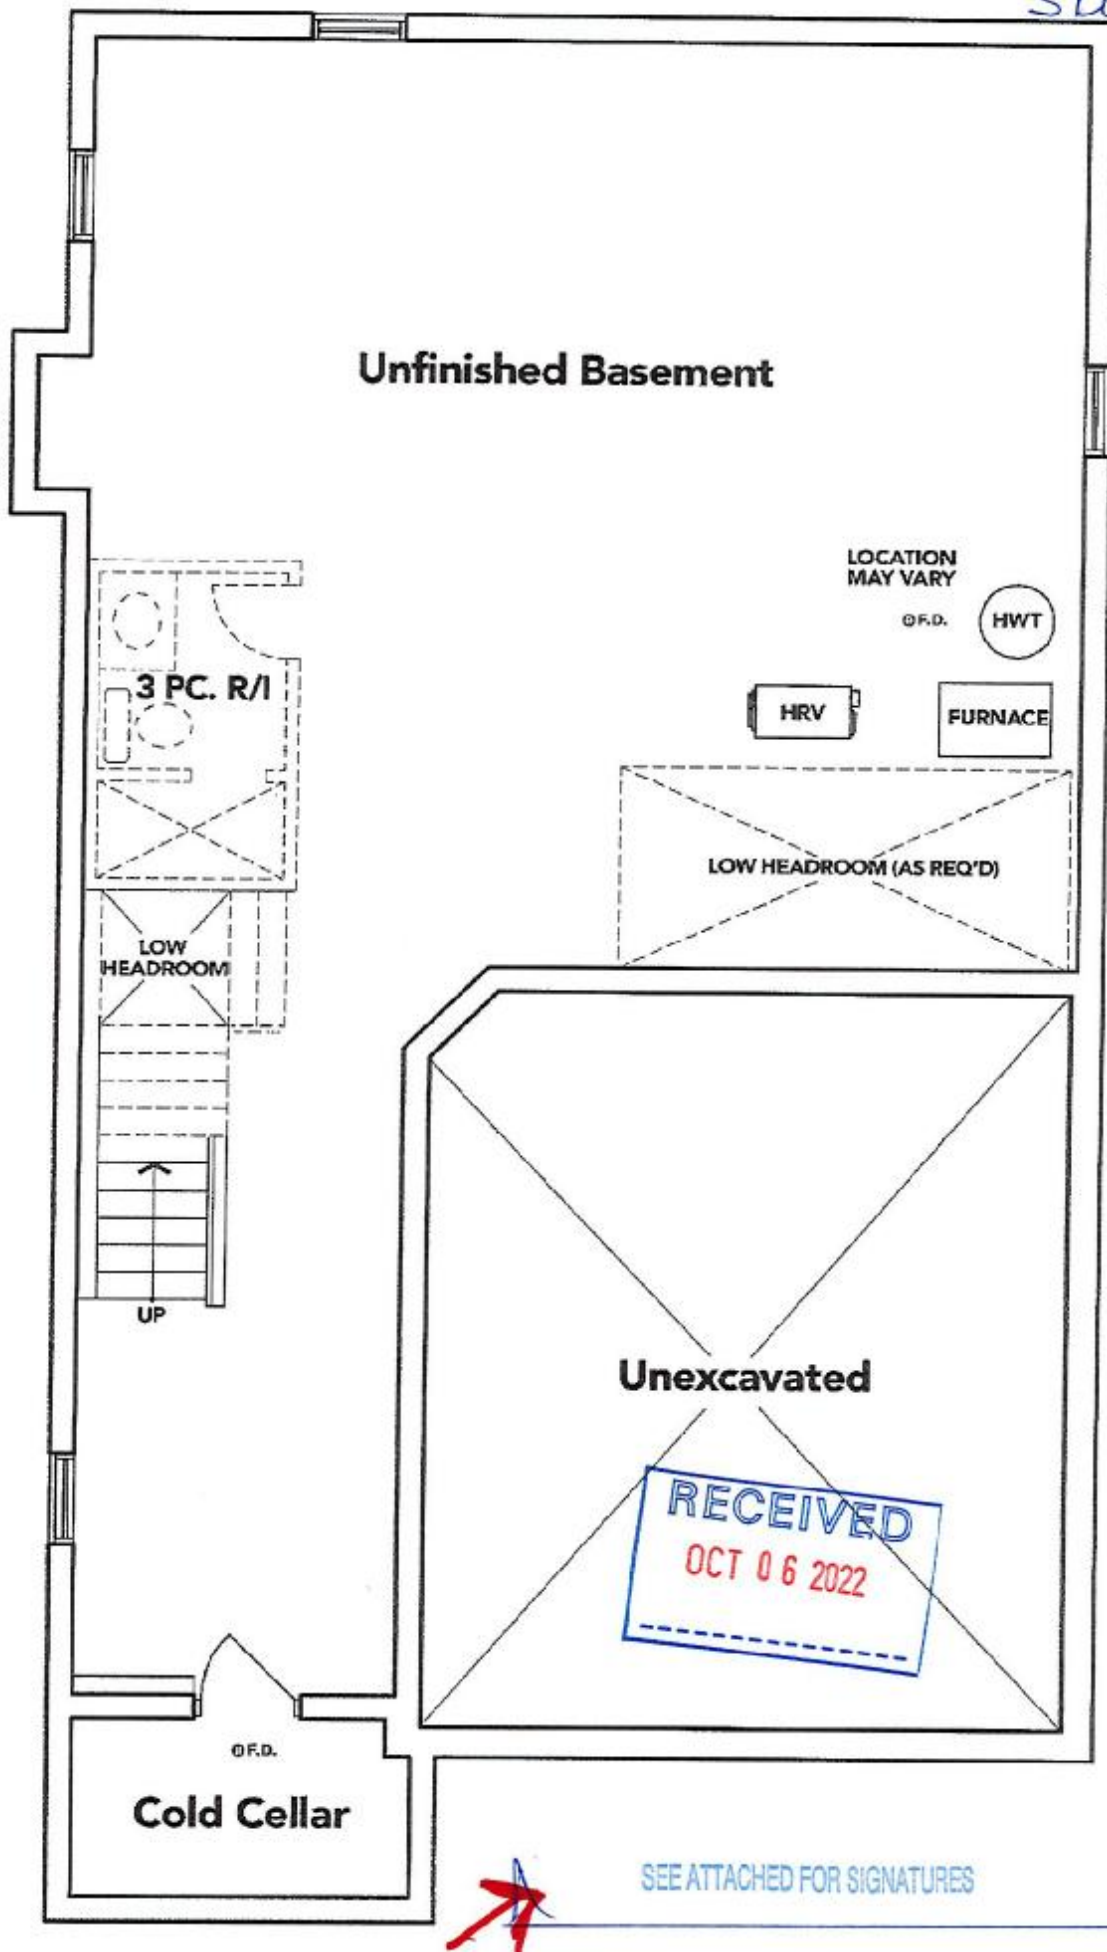 Unfinished Basement
LOCATION
MAY VARY
F.D.
HWT
3 PC. R/I
HRV
FURNACE
LOW HEADROOM (AS REQ'D)
LOW
HEADROOM
UP
Unexcavated
RECEIVED
OCT 06 2022
F.D.
Cold Cellar
SEE ATTACHED FOR SIGNATURES